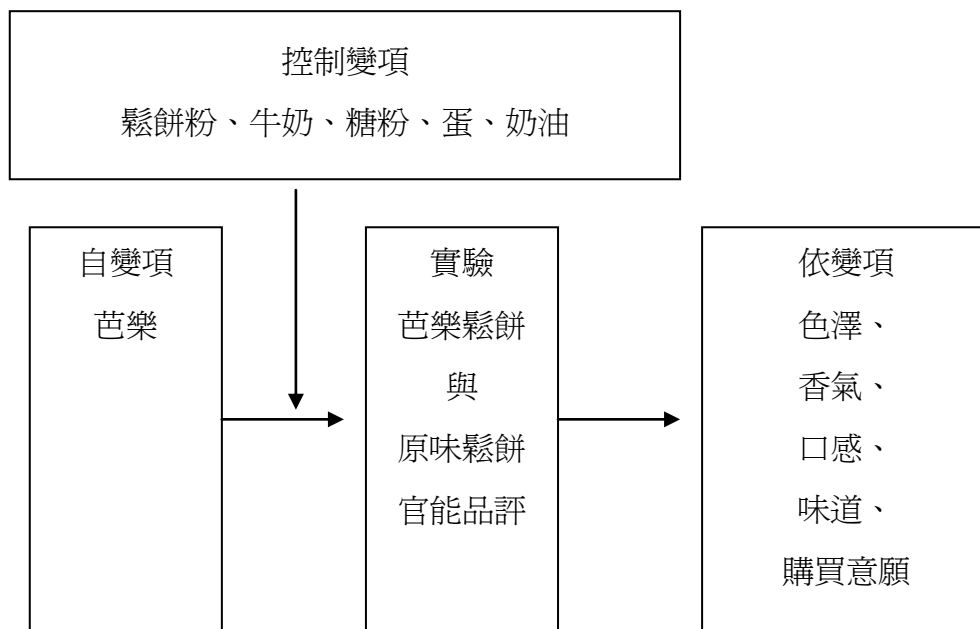 控制變項
鬆餅粉、牛奶、糖粉、蛋、奶油
自變項
芭樂
實驗
芭樂鬆餅
與
原味鬆餅
官能品評
依變項
色澤、
香氣、
口感、
味道、
購買意願